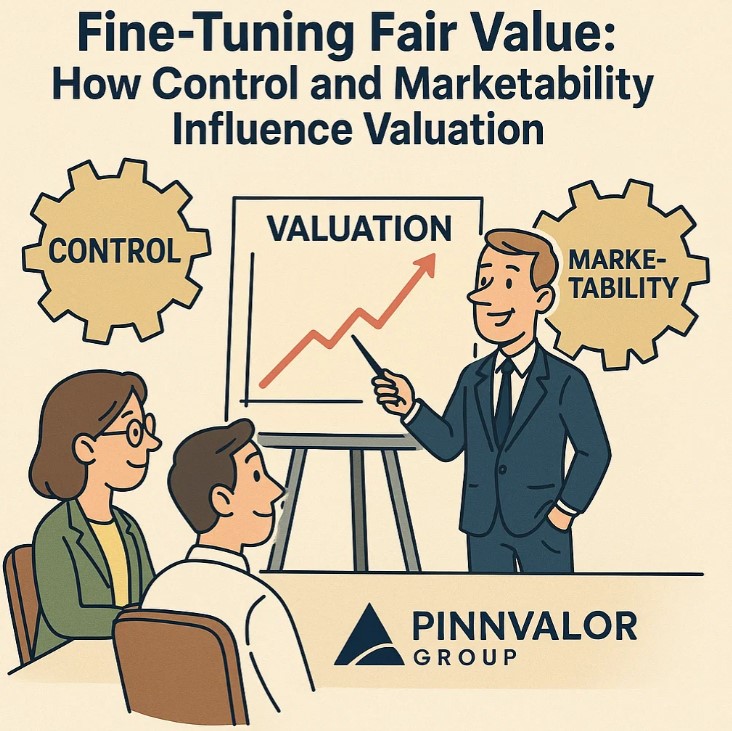 Fine-Tuning Fair Value:
How Control and Marketability
Influence Valuation
CONTROL
VALUATION
MARKE-
TABILITY
PINNVALOR
GROUP